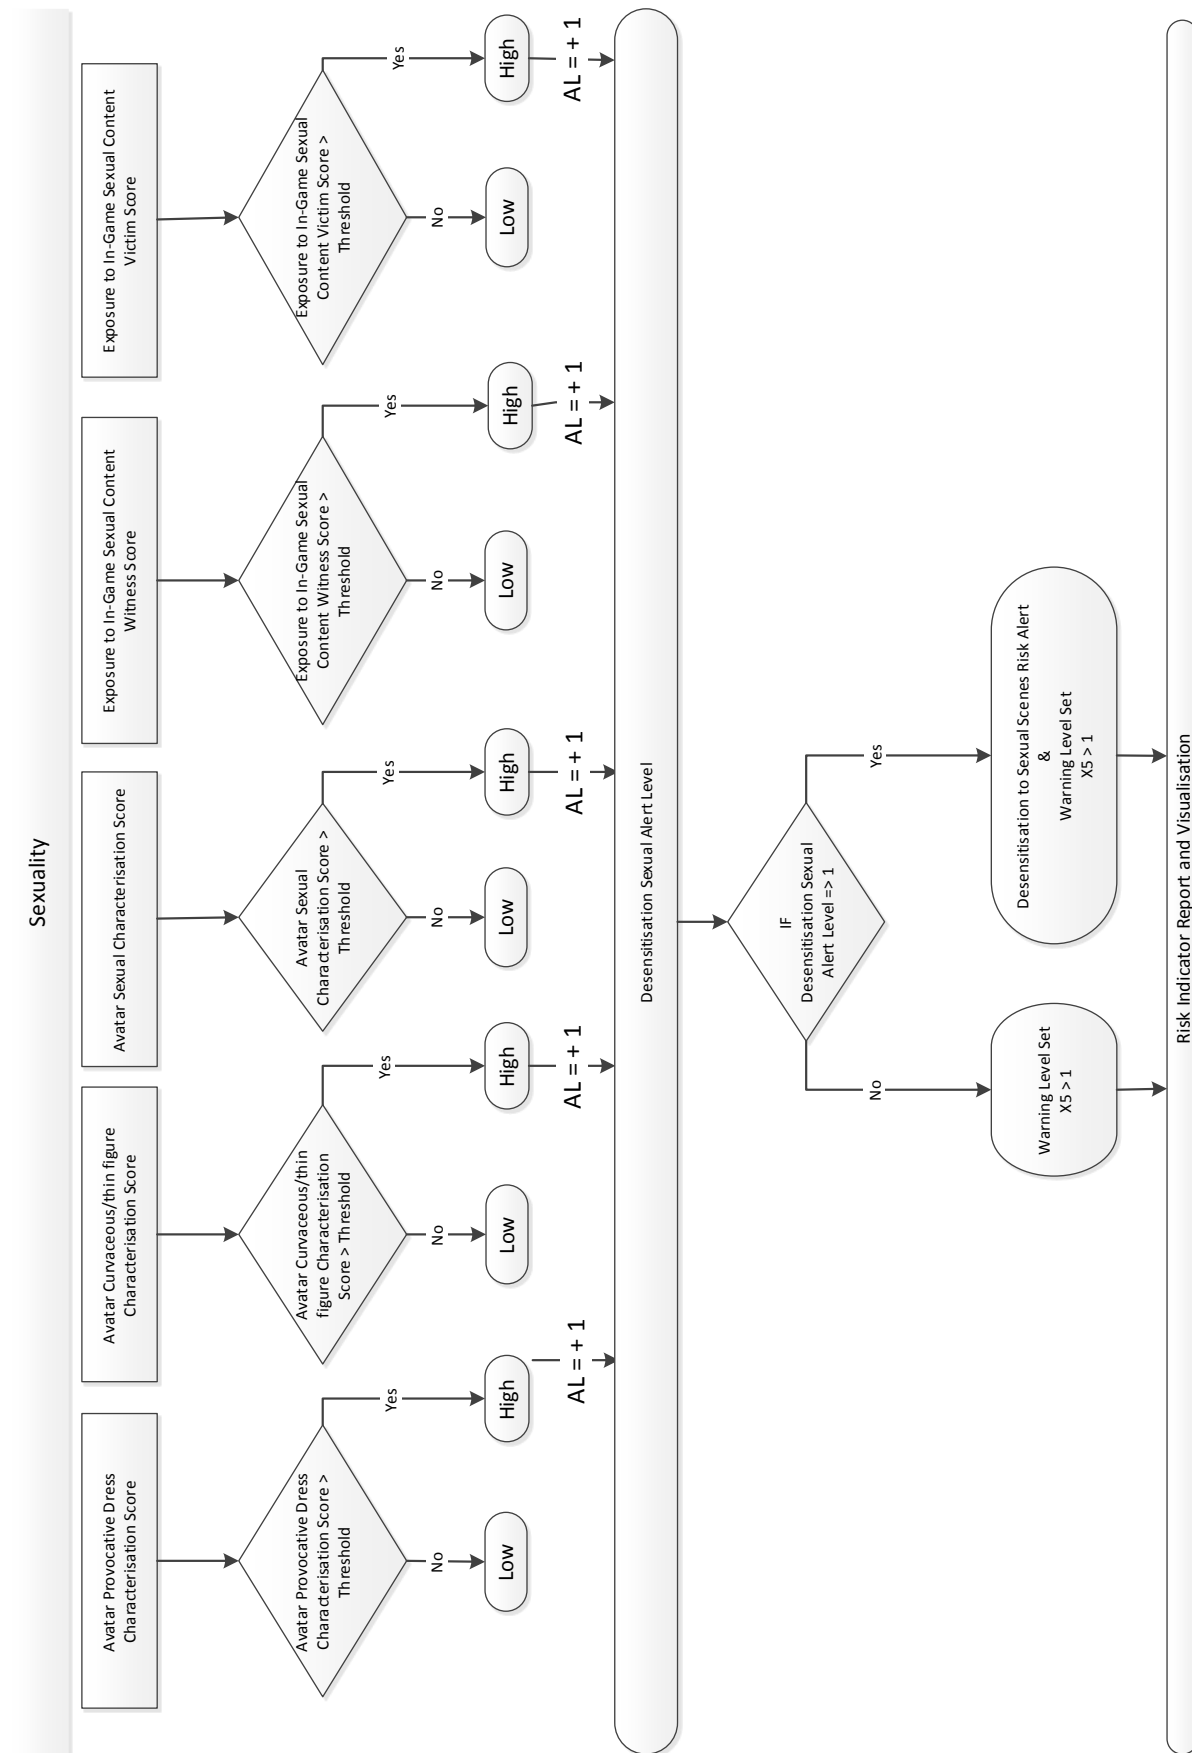 Sexuality
Avatar Provocative Dress
Characterisation Score
Avatar Curvaceous/thin figure
Characterisation Score
Avatar Sexual Characterisation Score
Exposure to In-Game Sexual Content
Witness Score
Exposure to In-Game Sexual Content
Victim Score
Avatar Provocative Dress
Characterisation Score >
Threshold
Avatar Curvaceous/thin
figure Characterisation
Score > Threshold
Avatar Sexual
Characterisation Score >
Threshold
Exposure to In-Game Sexual
Content Witness Score >
Threshold
Exposure to In-Game Sexual
Content Victim Score >
Threshold
No
Yes
No
Yes
No
Yes
No
Yes
No
Yes
Low
High
Low
High
Low
High
Low
High
Low
High
AL = + 1
AL = + 1
AL = + 1
AL = + 1
AL = + 1
Desensitisation Sexual Alert Level
IF
Desensitisation Sexual
Alert Level => 1
No
Yes
Warning Level Set
X5 > 1
Desensitisation to Sexual Scenes Risk Alert
&
Warning Level Set
X5 > 1
Risk Indicator Report and Visualisation